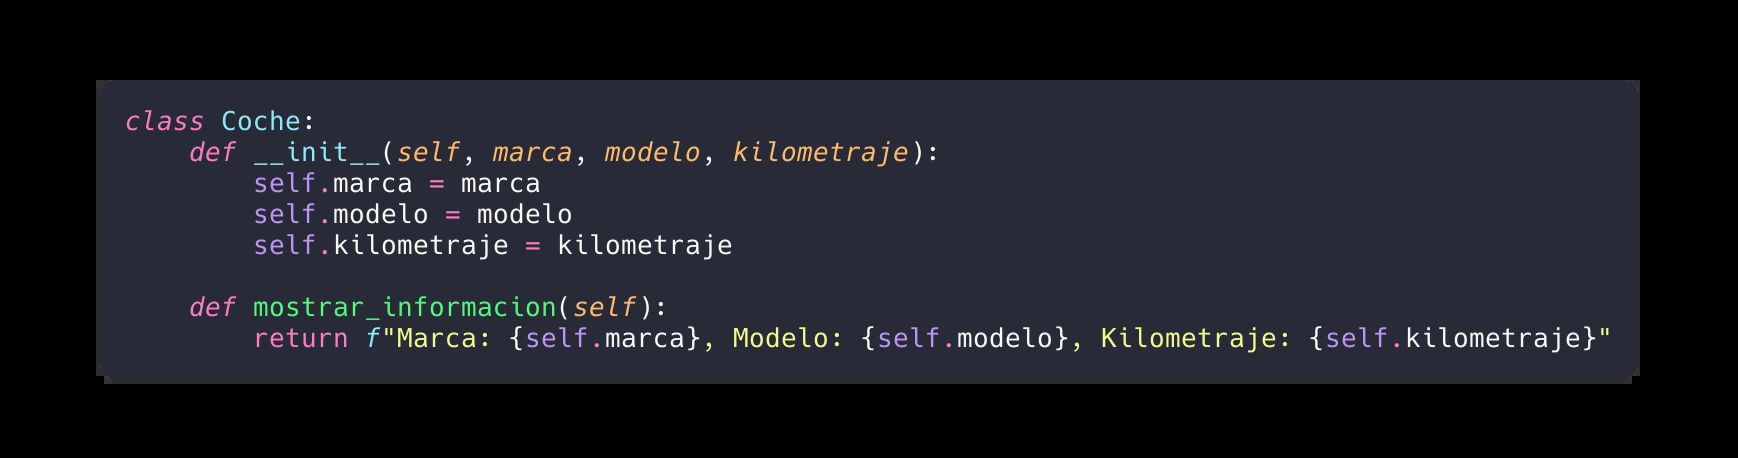 class Coche:
    def __init__(self, marca, modelo, kilometraje):
        self.marca = marca
        self.modelo = modelo
        self.kilometraje = kilometraje

    def mostrar_informacion(self):
        return f"Marca: {self.marca}, Modelo: {self.modelo}, Kilometraje: {self.kilometraje}"